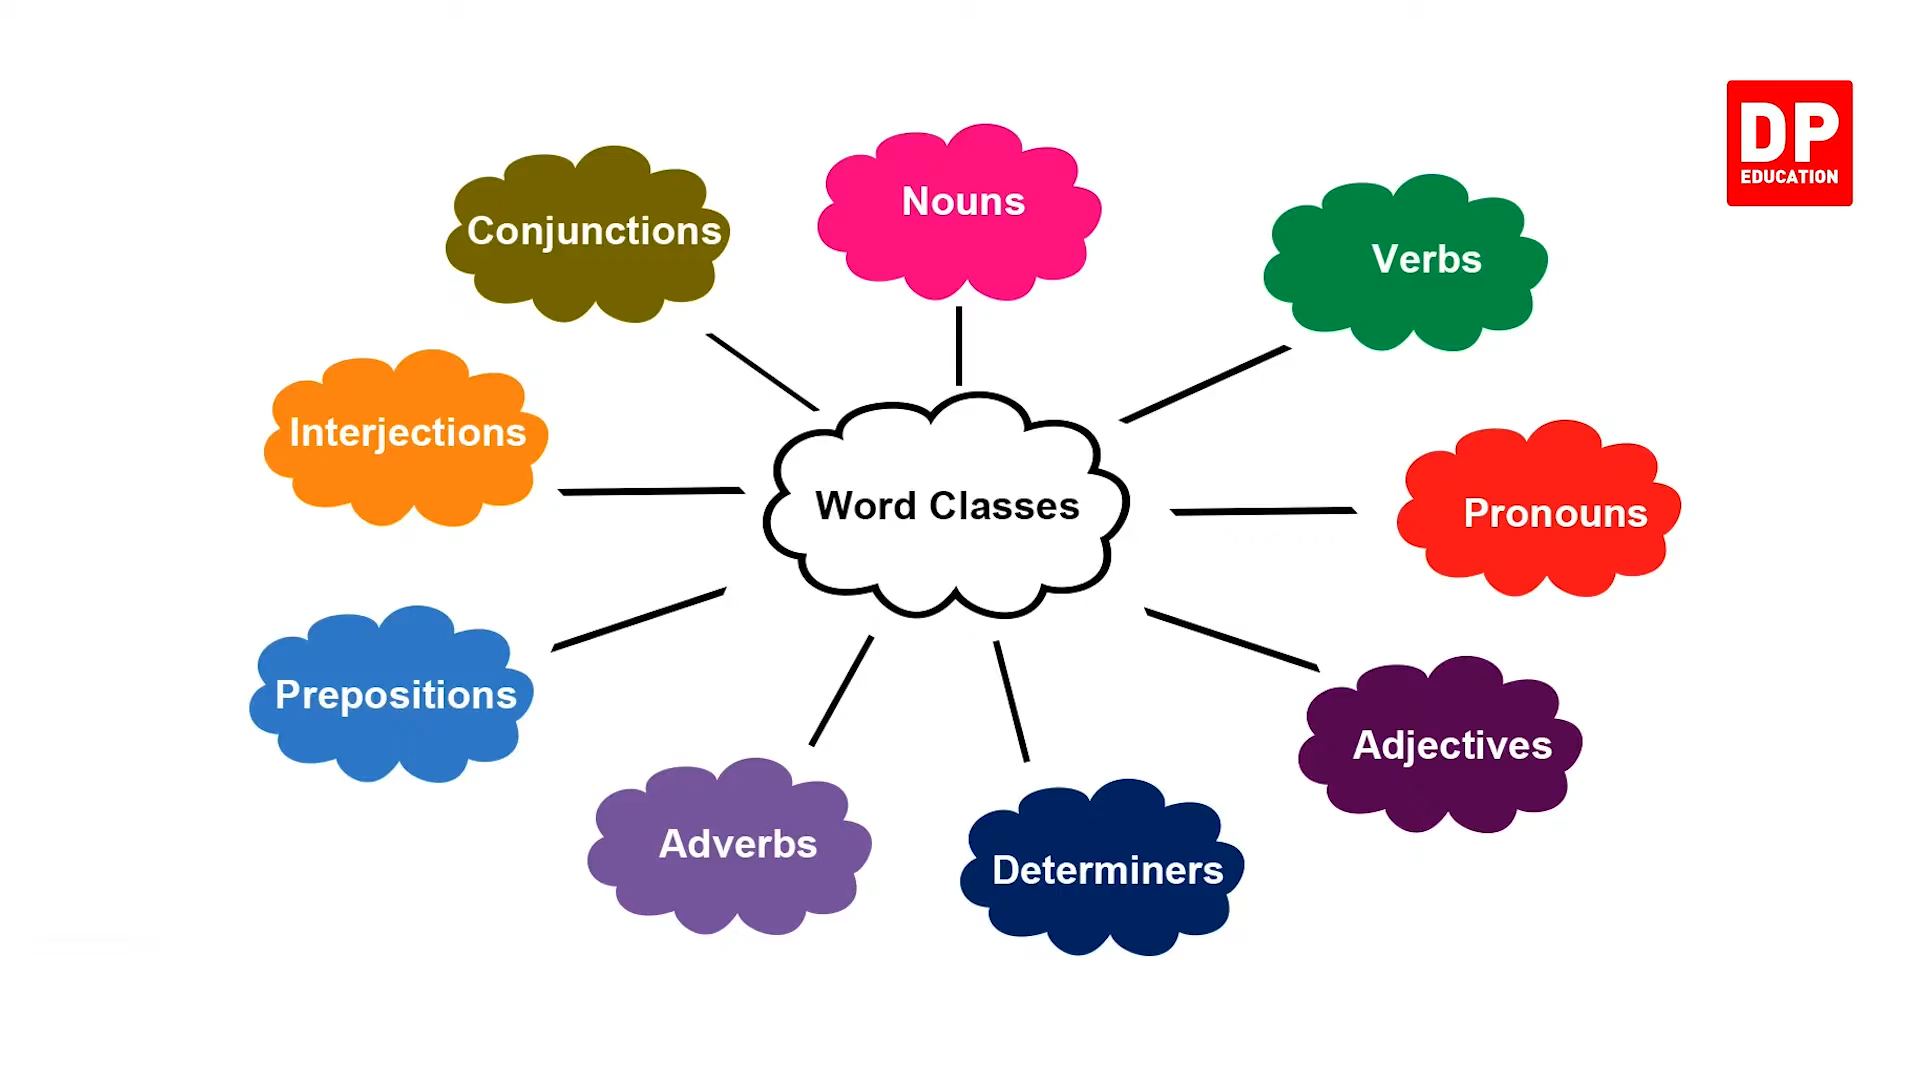 DP
EDUCATION
Nouns
Conjunctions
Verbs
Interjections
Word Classes
Pronouns
Prepositions
Adjectives
Adverbs
Determiners